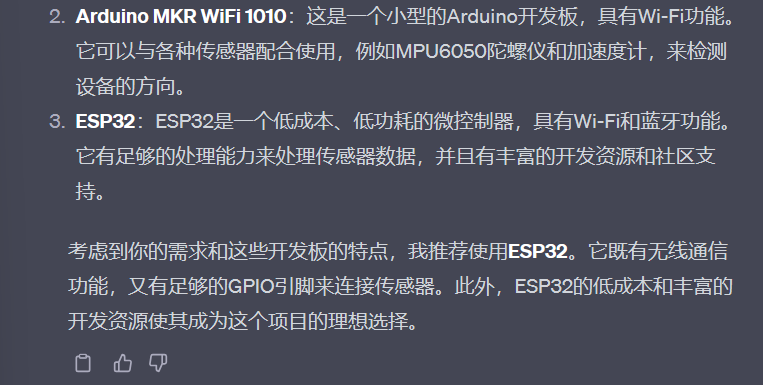 2. Arduino MKR WiFi 1010：这是一个小型的Arduino开发板，具有Wi-Fi功能。
它可以与各种传感器配合使用，例如MPU6050陀螺仪和加速度计，来检测
设备的方向。
3. ESP32：ESP32是一个低成本、低功耗的微控制器，具有Wi-Fi和蓝牙功能。
它有足够的处理能力来处理传感器数据，并且有丰富的开发资源和社区支
持。
考虑到你的需求和这些开发板的特点，我推荐使用ESP32。它既有无线通信
功能，又有足够的GPIO引脚来连接传感器。此外，ESP32的低成本和丰富的
开发资源使其成为这个项目的理想选择。